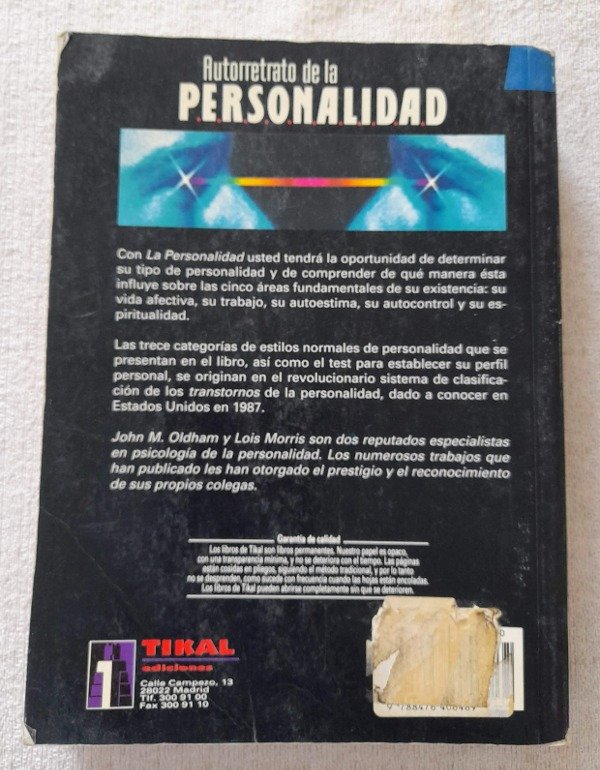 Autorretrato de la
PERSONALIDAD
Con La Personalidad usted tendrá la oportunidad de determinar
su tipo de personalidad y de comprender de qué manera ésta
influye sobre las cinco áreas fundamentales de su existencia: su
vida afectiva, su trabajo, su autoestima, su autocontrol y su es-
piritualidad.
Las trece categorías de estilos normales de personalidad que se
presentan en el libro, así como el test para establecer su perfil
personal, se originan en el revolucionario sistema de clasifica-
ción de los transtornos de la personalidad, dado a conocer en
Estados Unidos en 1987.
John M. Oldham y Lois Morris son dos reputados especialistas
en psicología de la personalidad. Los numerosos trabajos que
han publicado les han otorgado el prestigio y el reconocimiento
de sus propios colegas.
Garantía de calidad
Los libros de Tikal son libros permanentes. Nuestro papel es opaco,
con una transparencia mínima, y no se deteriora con el tiempo. Las páginas
están cosidas en pliegos, siguiendo el método tradicional, y por lo tanto
no se desprenden, como sucede con frecuencia cuando las hojas están encoladas.
Los libros de Tikal pueden abrirse completamente sin que se deterioren.
TIKAL
ediciones
Calle Campezo, 13
28022 Madrid
Tlf. 300 91 00
Fax 300 91 10